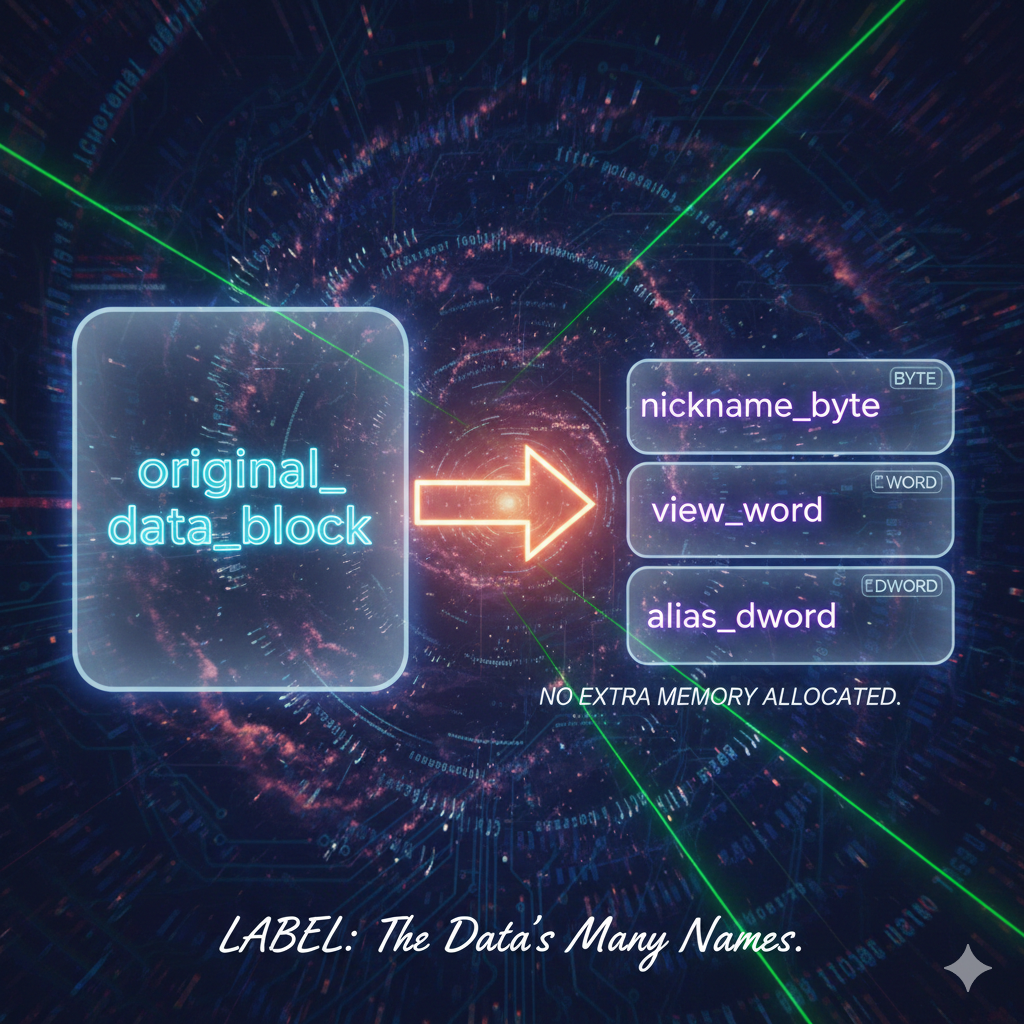 original_
data_block
BYTE
nickname_byte
WORD
view_word
DWORD
alias_dword
NO EXTRA MEMORY ALLOCATED.
LABEL: The Data's Many Names.